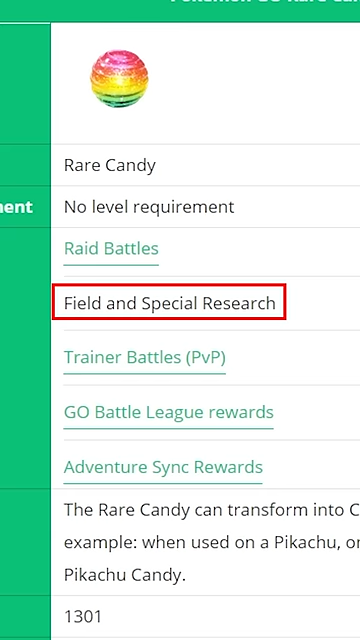 Rare Candy
No level requirement
Raid Battles
Field and Special Research
Trainer Battles (PvP)
GO Battle League rewards
Adventure Sync Rewards
The Rare Candy can transform into C
example: when used on a Pikachu, or
Pikachu Candy.
1301